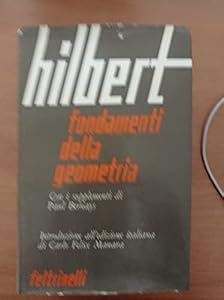 hilbert
fondamenti
della
geometria
Con i supplementi di
Paul Bernays
Introduzione all'edizione italiana
di Carlo Felice Manara
feltrinelli